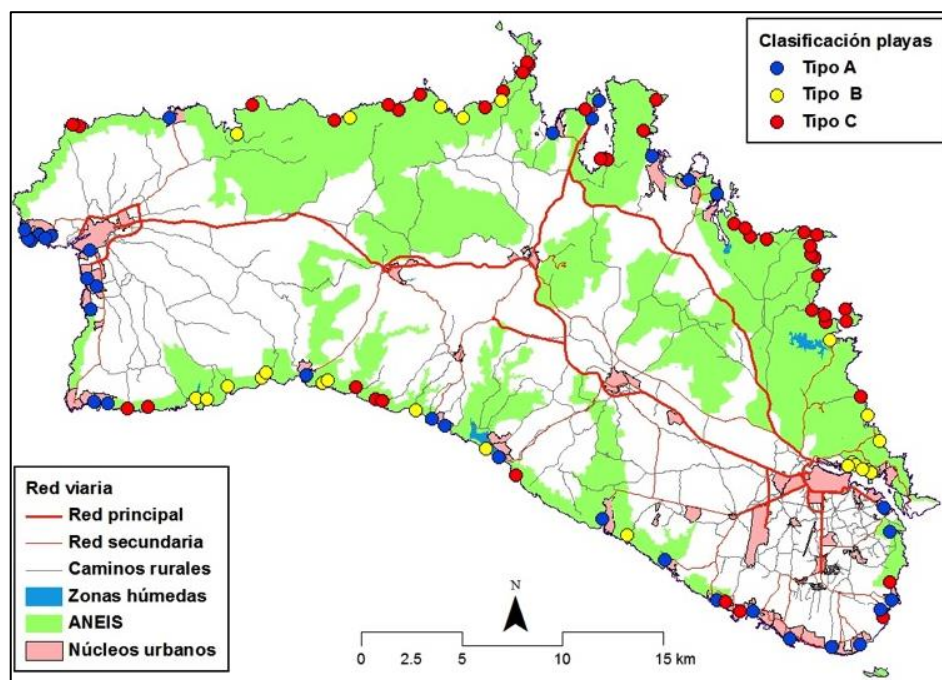 Clasificación playas
Tipo A
Tipo B
Tipo C
Red viaria
Red principal
Red secundaria
Caminos rurales
Zonas húmedas
ANEIS
Núcleos urbanos
N
0 2.5 5 10 15 km